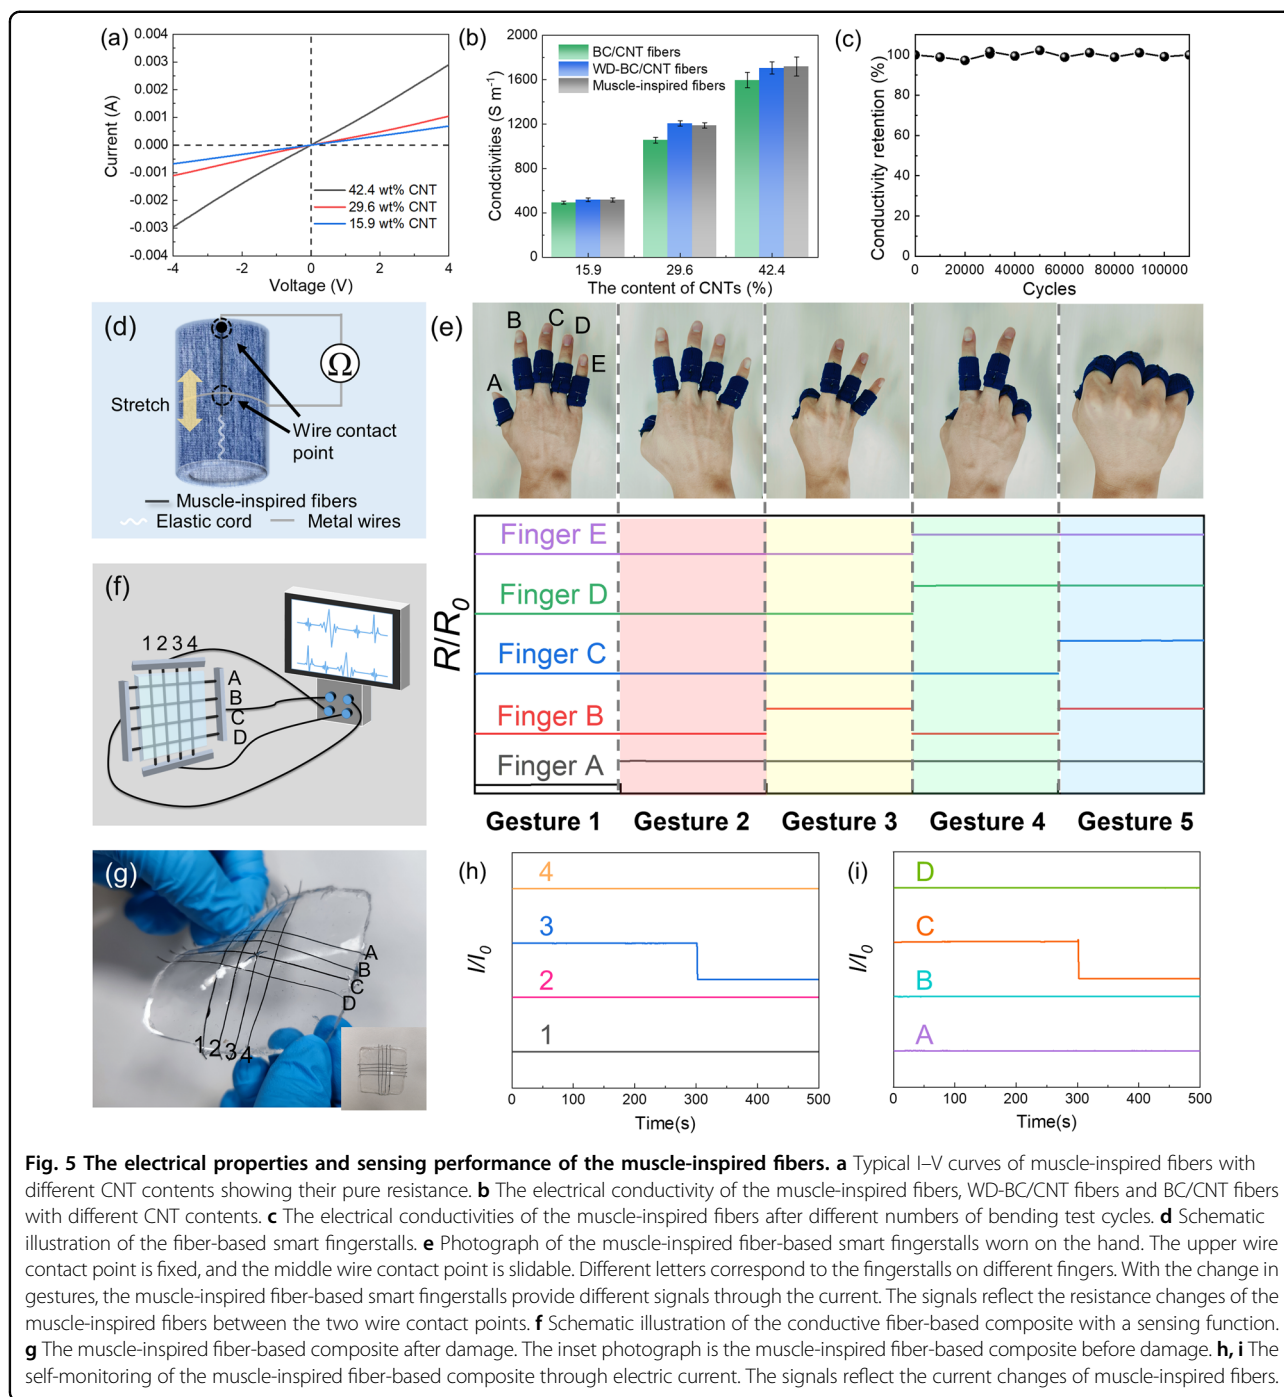 (a)
0.004
0.003
0.002
0.001
0.000
-0.001
-0.002
-0.003
-0.004
Current (A)
42.4 wt% CNT
29.6 wt% CNT
15.9 wt% CNT
-4 -2 0 2 4
Voltage (V)
(b)
2000
1600
1200
800
400
0
Condctivities (S m⁻¹)
BC/CNT fibers
WD-BC/CNT fibers
Muscle-inspired fibers
15.9 29.6 42.4
The content of CNTs (%)
(c)
100
80
60
40
20
0
Conductivity retention (%)
0 20000 40000 60000 80000 100000
Cycles
(d)
Ω
Stretch
Wire contact
point
Muscle-inspired fibers
Elastic cord Metal wires
(e)
A B C D E
R/R0
Finger E
Finger D
Finger C
Finger B
Finger A
Gesture 1 Gesture 2 Gesture 3 Gesture 4 Gesture 5
(f)
1 2 3 4
A
B
C
D
(g)
A
B
C
D
1 2 3 4
(h)
I/I0
4
3
2
1
0 100 200 300 400 500
Time(s)
(i)
I/I0
D
C
B
A
0 100 200 300 400 500
Time(s)
Fig. 5 The electrical properties and sensing performance of the muscle-inspired fibers. a Typical I–V curves of muscle-inspired fibers with
different CNT contents showing their pure resistance. b The electrical conductivity of the muscle-inspired fibers, WD-BC/CNT fibers and BC/CNT fibers
with different CNT contents. c The electrical conductivities of the muscle-inspired fibers after different numbers of bending test cycles. d Schematic
illustration of the fiber-based smart fingerstalls. e Photograph of the muscle-inspired fiber-based smart fingerstalls worn on the hand. The upper wire
contact point is fixed, and the middle wire contact point is slidable. Different letters correspond to the fingerstalls on different fingers. With the change in
gestures, the muscle-inspired fiber-based smart fingerstalls provide different signals through the current. The signals reflect the resistance changes of the
muscle-inspired fibers between the two wire contact points. f Schematic illustration of the conductive fiber-based composite with a sensing function.
g The muscle-inspired fiber-based composite after damage. The inset photograph is the muscle-inspired fiber-based composite before damage. h, i The
self-monitoring of the muscle-inspired fiber-based composite through electric current. The signals reflect the current changes of muscle-inspired fibers.